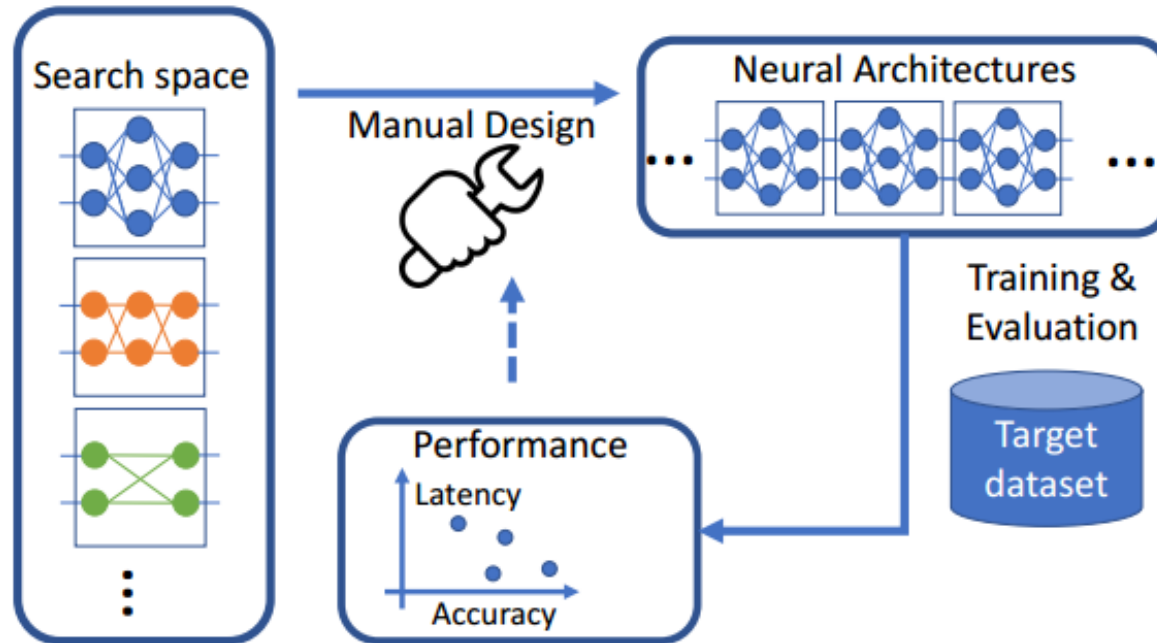 Search space
Manual Design
Neural Architectures
...
...
Training &
Evaluation
Target
dataset
Performance
Latency
Accuracy
...